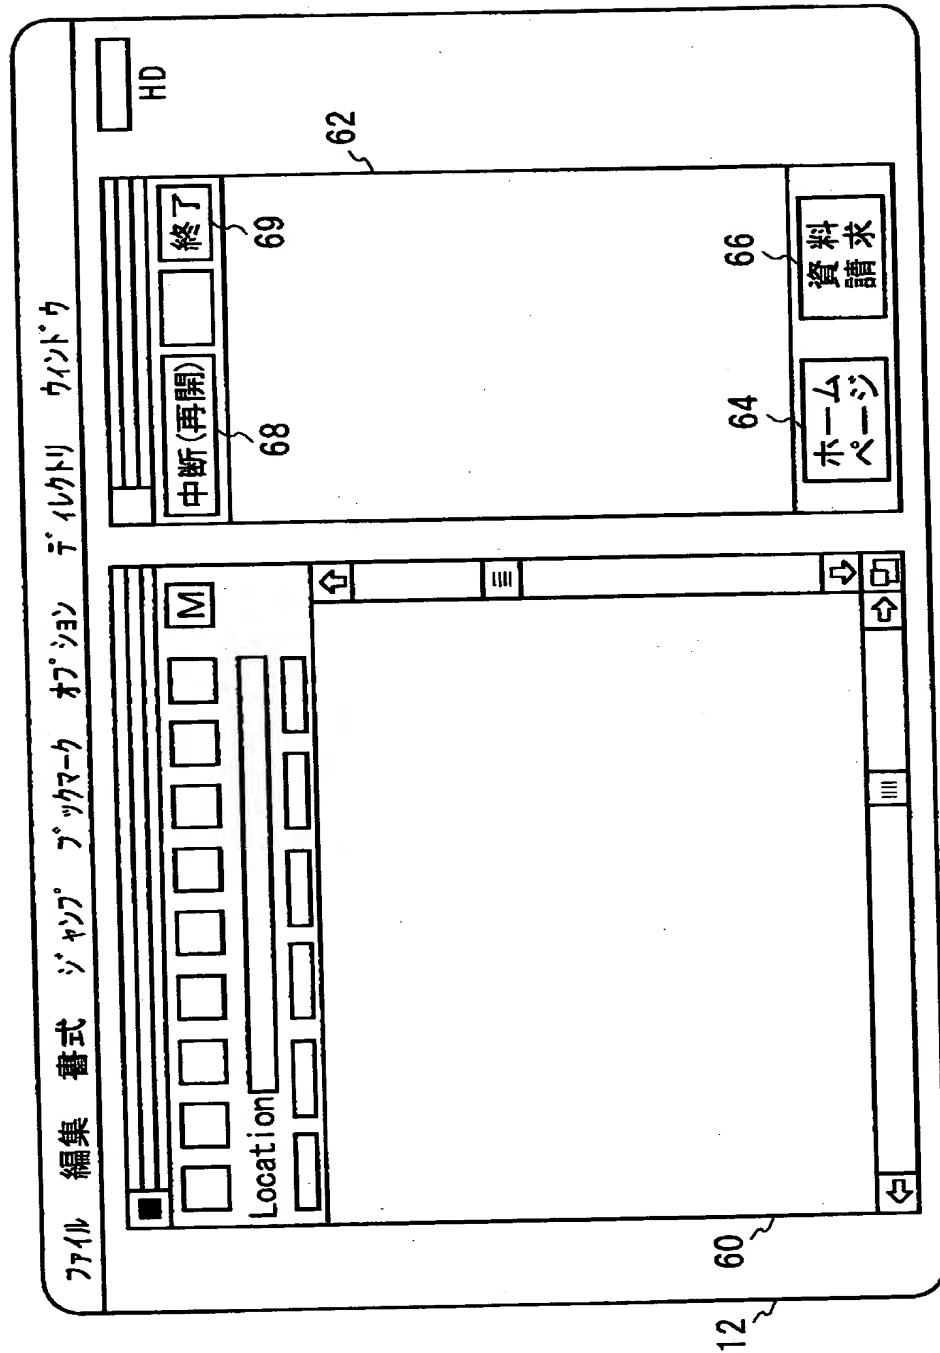 ファイル 編集 書式 ジャンプ ブックマーク オプション ディレクトリ ウィンドウ
HD
M
Location
中断(再開)
終了
68
69
62
ホーム
ページ
資料
請求
64
66
60
12